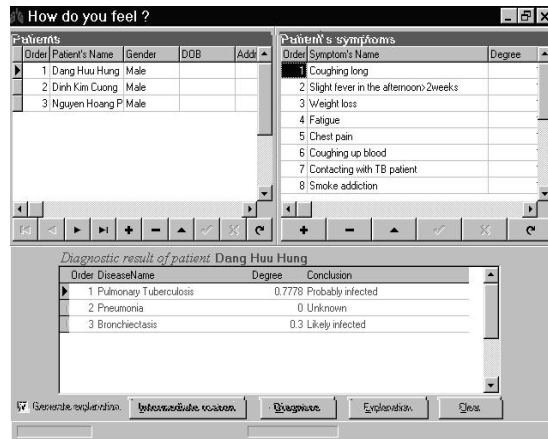 How do you feel ?
Patients
Order Patient's Name Gender DOB Addr
1 Dang Huu Hung Male
2 Dinh Kim Cuong Male
3 Nguyen Hoang P Male
Patient's symptoms
Order Symptom's Name Degree
1 Coughing long
2 Slight fever in the afternoon>2weeks
3 Weight loss
4 Fatigue
5 Chest pain
6 Coughing up blood
7 Contacting with TB patient
8 Smoke addiction
Diagnostic result of patient Dang Huu Hung
Order DiseaseName Degree Conclusion
1 Pulmonary Tuberculosis 0.7778 Probably infected
2 Pneumonia 0 Unknown
3 Bronchiectasis 0.3 Likely infected
Generate explanation. Intermediate reason. Diagnose Explanation. Clear